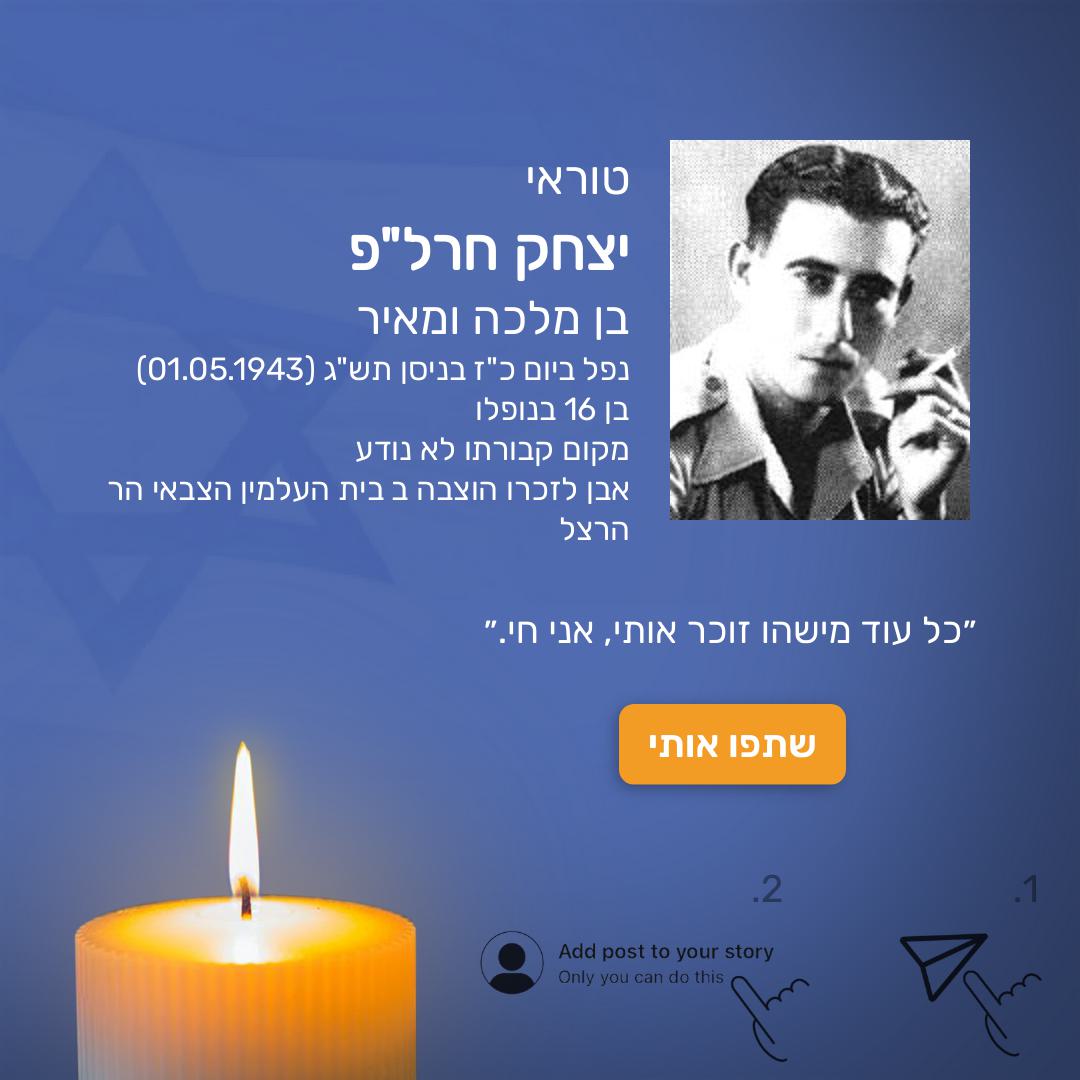 טוראי
יצחק חרל"פ
בן מלכה ומאיר
נפל ביום כ"ז בניסן תש"ג (01.05.1943)
בן 16 בנופלו
מקום קבורתו לא נודע
אבן לזכרו הוצבה ב בית העלמין הצבאי הר
הרצל
״כל עוד מישהו זוכר אותי, אני חי.״
שתפו אותי
.1
.2
Add post to your story
Only you can do this